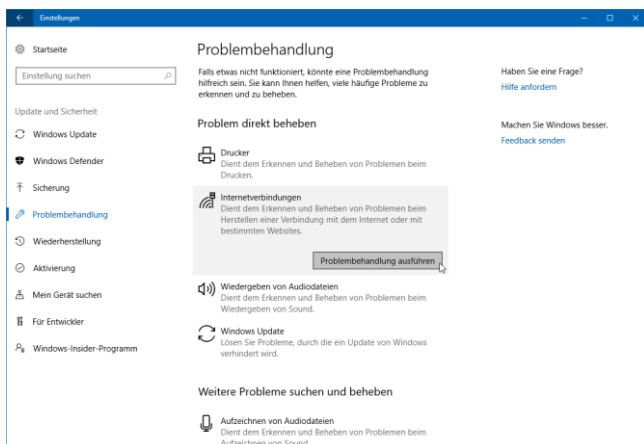 Einstellungen
Startseite
Einstellung suchen
Update und Sicherheit
Windows Update
Windows Defender
Sicherung
Problembehandlung
Wiederherstellung
Aktivierung
Mein Gerät suchen
Für Entwickler
Windows-Insider-Programm
Problembehandlung
Falls etwas nicht funktioniert, könnte eine Problembehandlung
hilfreich sein. Sie kann Ihnen helfen, viele häufige Probleme zu
erkennen und zu beheben.
Problem direkt beheben
Drucker
Dient dem Erkennen und Beheben von Problemen beim
Drucken.
Internetverbindungen
Dient dem Erkennen und Beheben von Problemen beim
Herstellen einer Verbindung mit dem Internet oder mit
bestimmten Websites.
Problembehandlung ausführen
Wiedergeben von Audiodateien
Dient dem Erkennen und Beheben von Problemen beim
Wiedergeben von Sound.
Windows Update
Lösen Sie Probleme, durch die ein Update von Windows
verhindert wird.
Weitere Probleme suchen und beheben
Aufzeichnen von Audiodateien
Dient dem Erkennen und Beheben von Problemen beim
Aufzeichnen von Sound.
Haben Sie eine Frage?
Hilfe anfordern
Machen Sie Windows besser.
Feedback senden